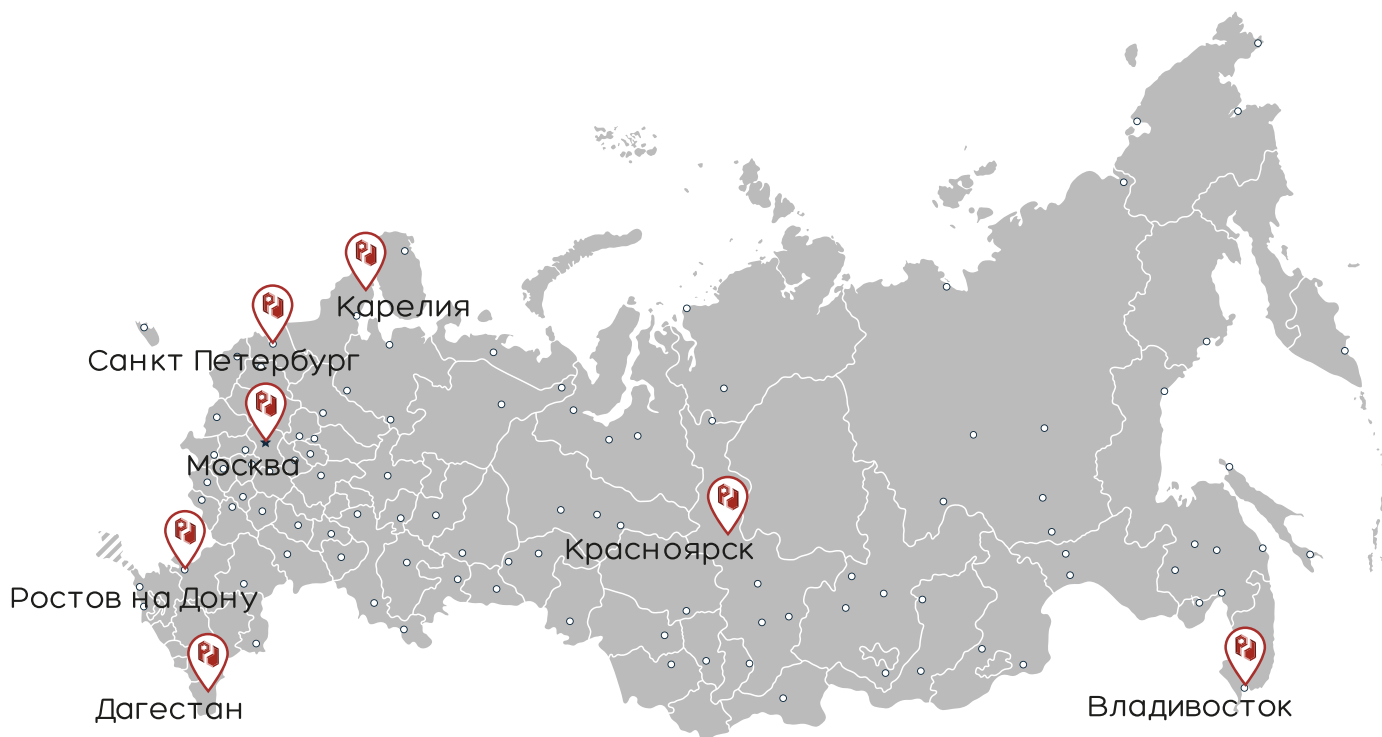 Карелия
Санкт Петербург
Москва
Красноярск
Ростов на Дону
Дагестан
Владивосток